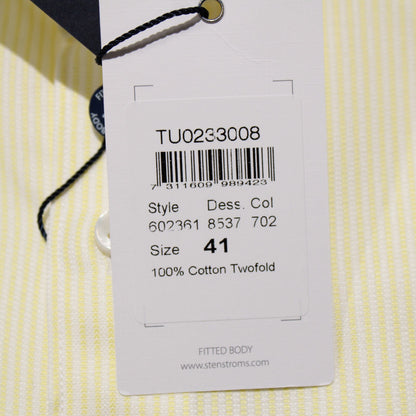 TU0233008
7 311609 989423
Style Dess. Col
602361 8537 702
Size 41
100% Cotton Twofold
FITTED BODY
www.stenstroms.com